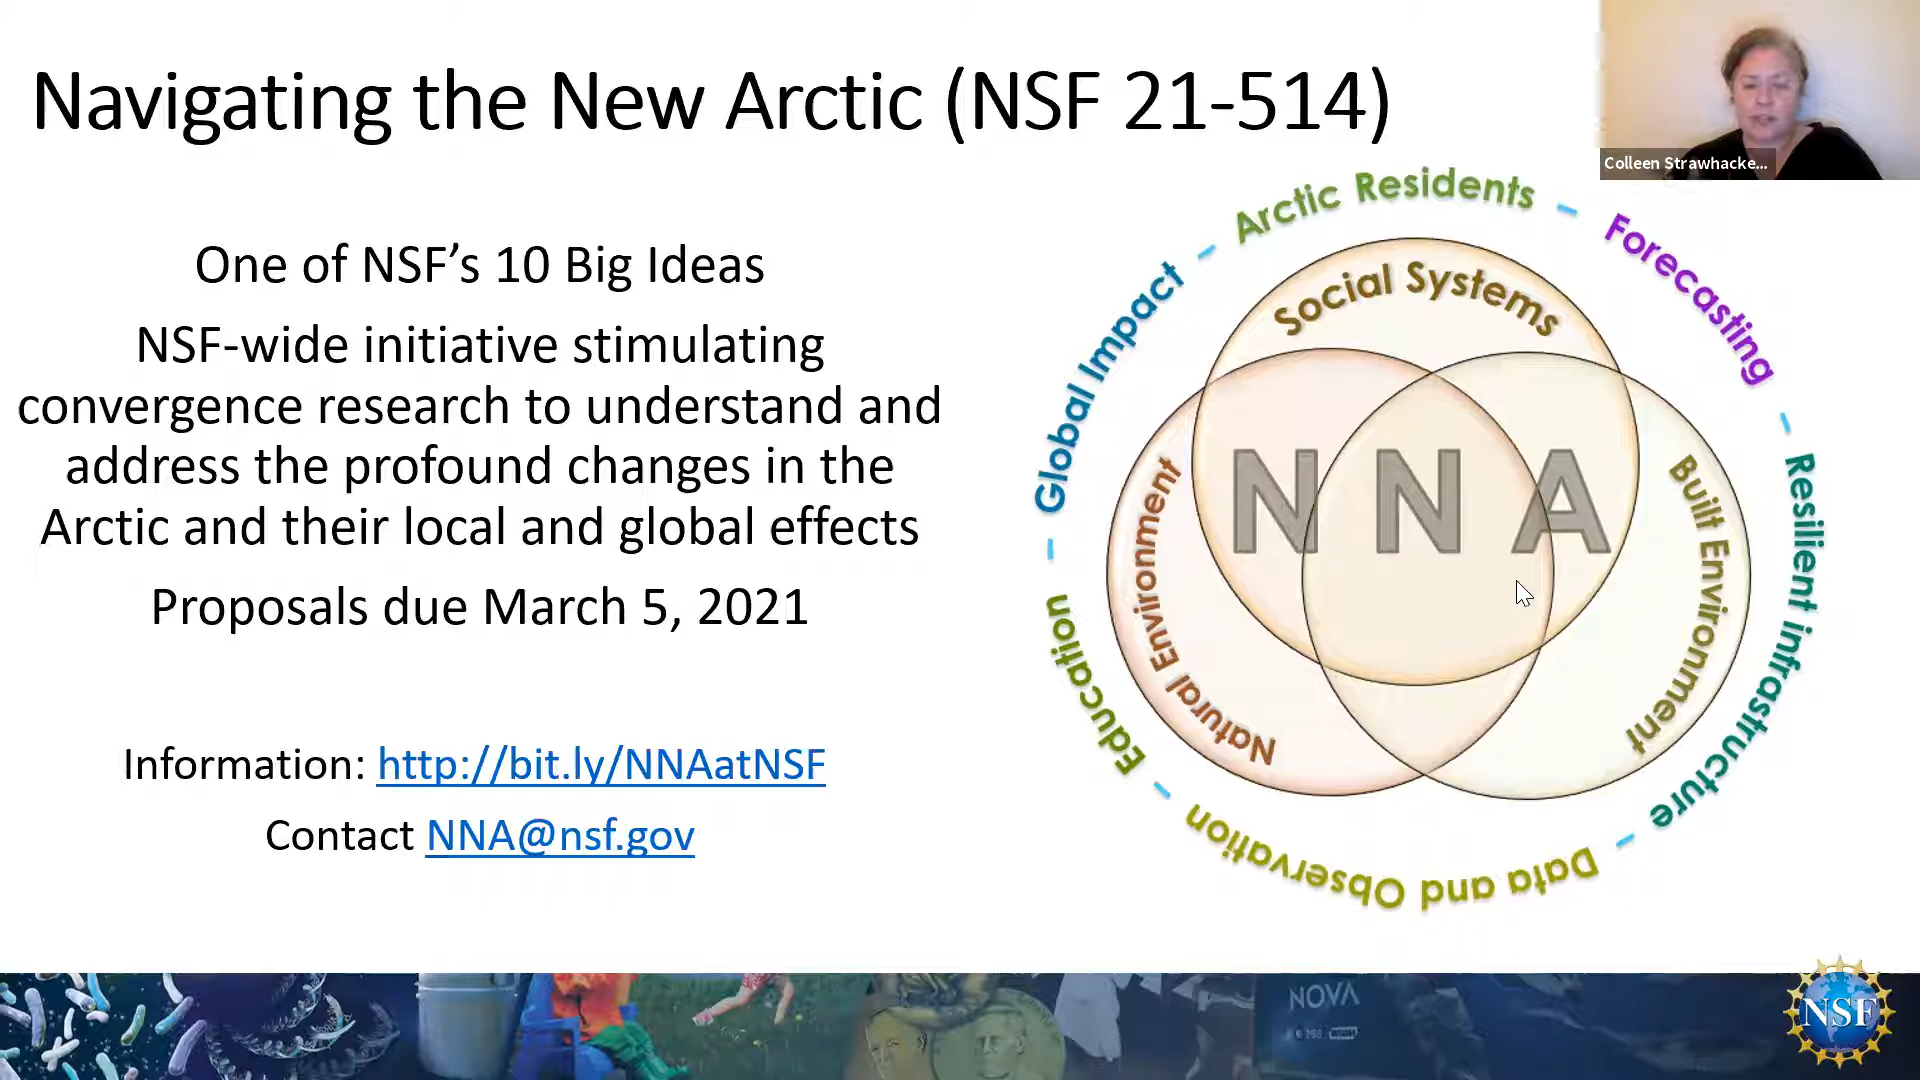 Navigating the New Arctic (NSF 21-514)
Colleen Strawhacke...
One of NSF's 10 Big Ideas
NSF-wide initiative stimulating
convergence research to understand and
address the profound changes in the
Arctic and their local and global effects
Proposals due March 5, 2021
Information: http://bit.ly/NNAatNSF
Contact NNA@nsf.gov
Global Impact – Arctic Residents – Forecasting – Resilient infrastructure – Data and Observation – Education –
Social Systems
Natural Environment
Built Environment
NNA
NOVA
NSF